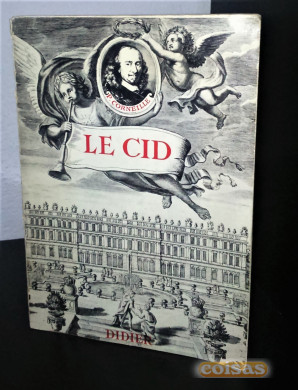 P. CORNEILLE
LE CID
DIDIER
coisas